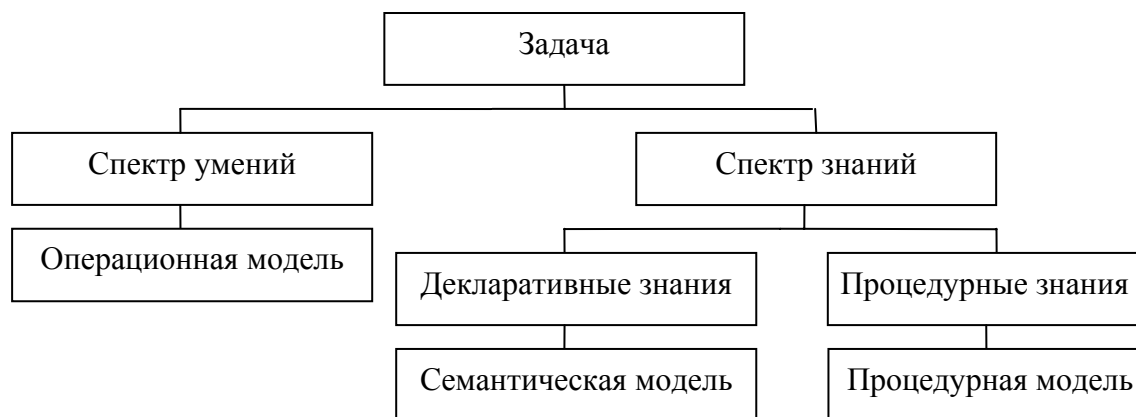 Задача
Спектр умений
Спектр знаний
Операционная модель
Декларативные знания
Процедурные знания
Семантическая модель
Процедурная модель